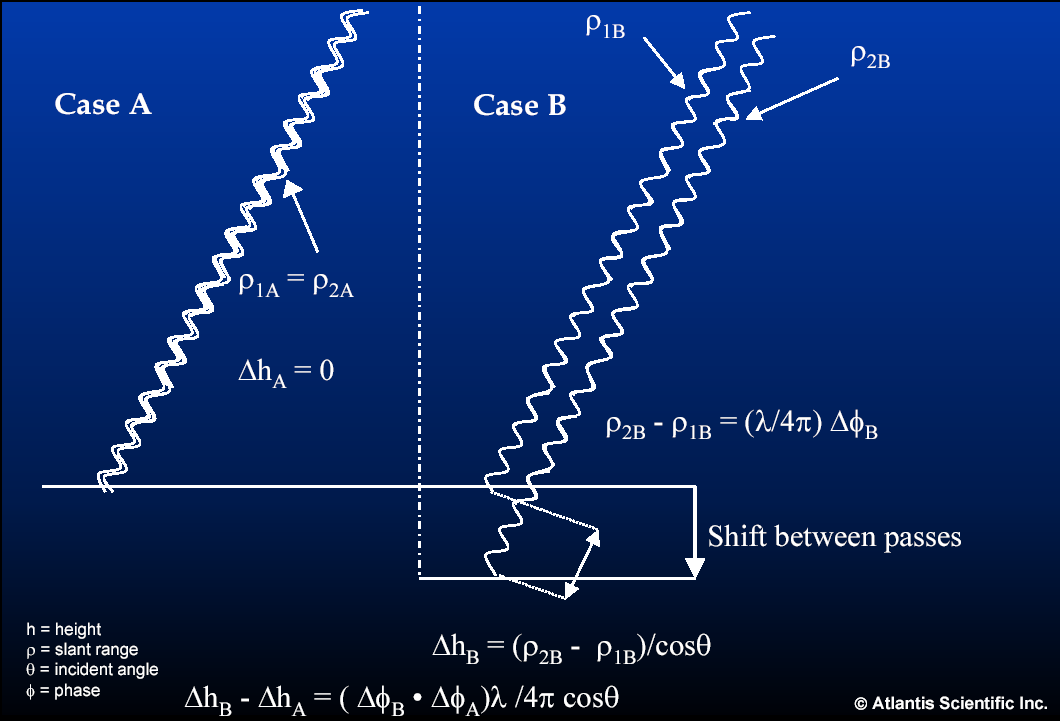 Case A
Case B
ρ1B
ρ2B
ρ1A = ρ2A
ΔhA = 0
ρ2B - ρ1B = (λ/4π) ΔϕB
Shift between passes
h = height
ρ = slant range
θ = incident angle
ϕ = phase
ΔhB = (ρ2B - ρ1B)/cosθ
ΔhB - ΔhA = ( ΔϕB • ΔϕA)λ /4π cosθ
© Atlantis Scientific Inc.